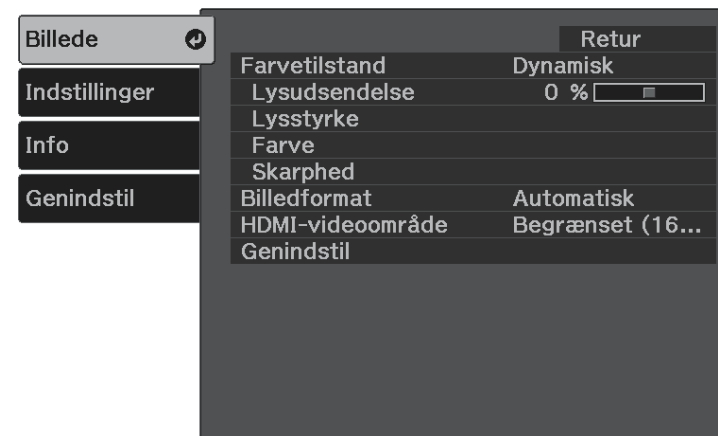 Billede
Indstillinger
Info
Genindstil
Retur
Farvetilstand Dynamisk
Lysudsendelse 0 %
Lysstyrke
Farve
Skarphed
Billedformat Automatisk
HDMI-videoområde Begrænset (16...
Genindstil